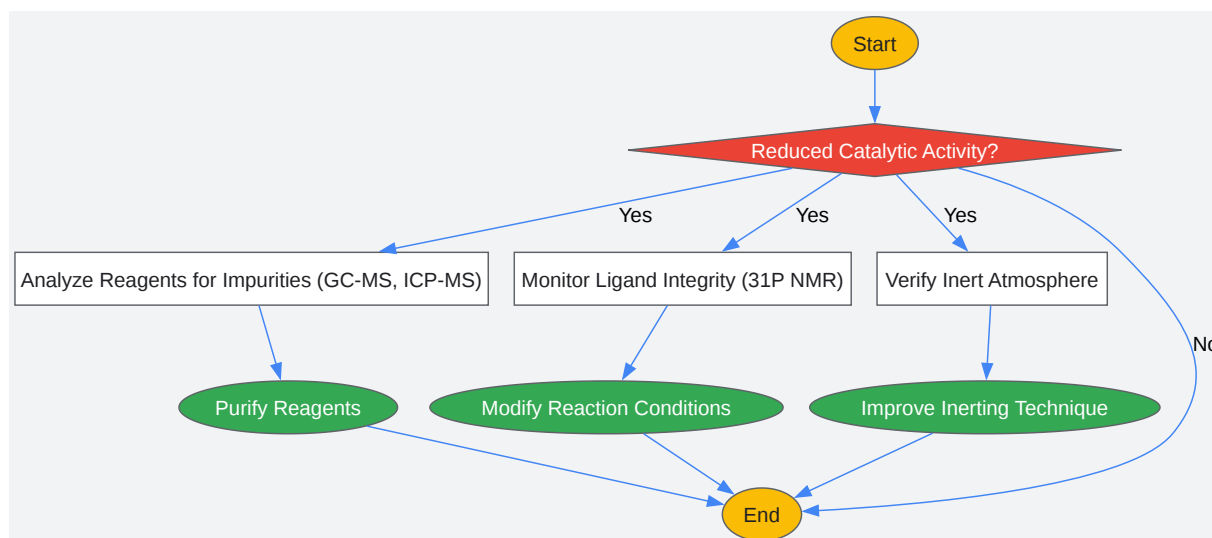 Start
Reduced Catalytic Activity?
Yes
Yes
Yes
Analyze Reagents for Impurities (GC-MS, ICP-MS)
Monitor Ligand Integrity (31P NMR)
Verify Inert Atmosphere
No
Purify Reagents
Modify Reaction Conditions
Improve Inerting Technique
End